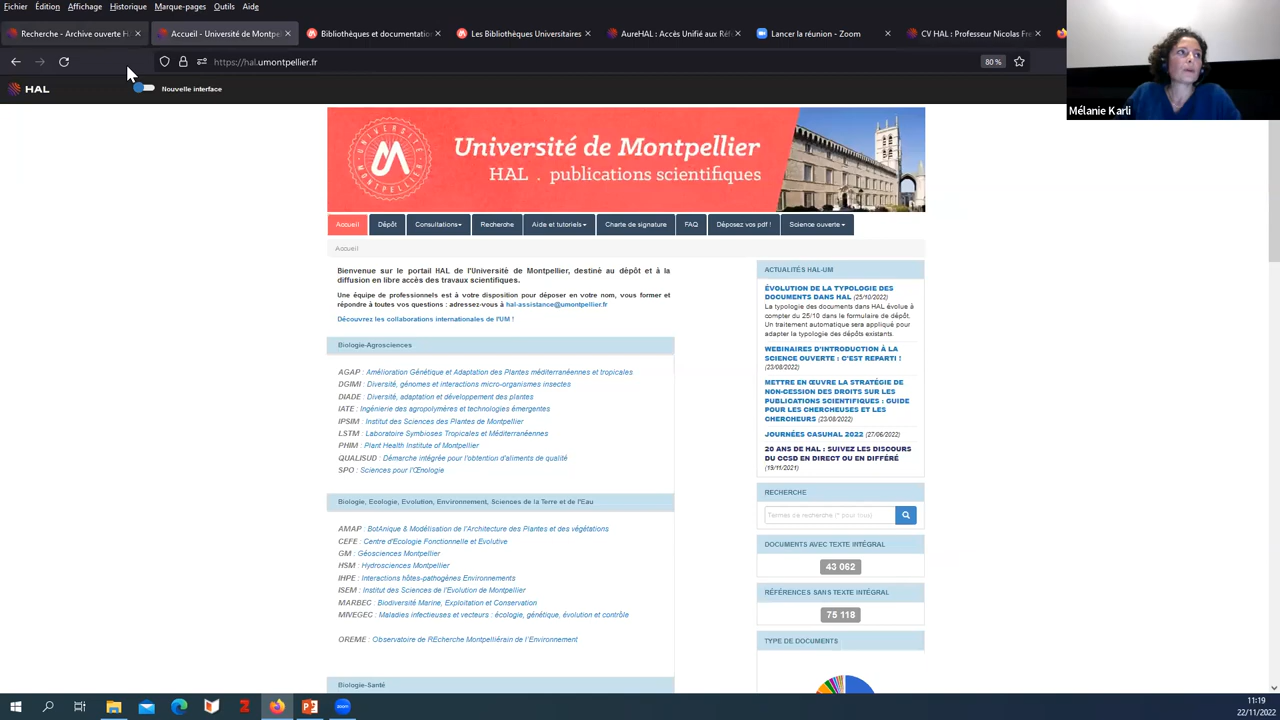 Fichier Édition Affichage Historique Marque-pages Outils Aide
Recherche - Archive ouverte H
Accueil - Université de Montpel
Bibliothèques et documentation
Les Bibliothèques Universitaires
AureHAL : Accès Unifié aux Réf
Lancer la réunion - Zoom
CV HAL : Professeur Nicolas Fre
https://hal.umontpellier.fr
80 %
HAL
Nouvelle interface
Mélanie Karli
UNIVERSITÉ DE MONTPELLIER
Université de Montpellier
HAL . publications scientifiques
Accueil Dépôt Consultations Recherche Aide et tutoriels Charte de signature FAQ Déposez vos pdf ! Science ouverte
Accueil
Bienvenue sur le portail HAL de l'Université de Montpellier, destiné au dépôt et à la
diffusion en libre accès des travaux scientifiques.
Une équipe de professionnels est à votre disposition pour déposer en votre nom, vous former et
répondre à toutes vos questions : adressez-vous à hal-assistance@umontpellier.fr
Découvrez les collaborations internationales de l'UM !
Biologie-Agrosciences
AGAP : Amélioration Génétique et Adaptation des Plantes méditerranéennes et tropicales
DGIMI : Diversité, génomes et interactions micro-organismes insectes
DIADE : Diversité, adaptation et développement des plantes
IATE : Ingénierie des agropolymères et technologies émergentes
IPSIM : Institut des Sciences des Plantes de Montpellier
LSTM : Laboratoire Symbioses Tropicales et Méditerranéennes
PHIM : Plant Health Institute of Montpellier
QUALISUD : Démarche intégrée pour l'obtention d'aliments de qualité
SPO : Sciences pour l'Œnologie
Biologie, Ecologie, Evolution, Environnement, Sciences de la Terre et de l'Eau
AMAP : BotAnique & Modélisation de l'Architecture des Plantes et des végétations
CEFE : Centre d'Ecologie Fonctionnelle et Evolutive
GM : Géosciences Montpellier
HSM : Hydrosciences Montpellier
IHPE : Interactions hôtes-pathogènes Environnements
ISEM : Institut des Sciences de l'Evolution de Montpellier
MARBEC : Biodiversité Marine, Exploitation et Conservation
MIVEGEC : Maladies infectieuses et vecteurs : écologie, génétique, évolution et contrôle
OREME : Observatoire de REcherche Montpelliérain de l'Environnement
Biologie-Santé
ACTUALITÉS HAL-UM
ÉVOLUTION DE LA TYPOLOGIE DES
DOCUMENTS DANS HAL (25/10/2022)
La typologie des documents dans HAL évolue à
compter du 25/10 dans le formulaire de dépôt.
Un traitement automatique sera appliqué pour
adapter la typologie des dépôts existants.
WEBINAIRES D'INTRODUCTION À LA
SCIENCE OUVERTE : C'EST REPARTI !
(23/08/2022)
METTRE EN ŒUVRE LA STRATÉGIE DE
NON-CESSION DES DROITS SUR LES
PUBLICATIONS SCIENTIFIQUES : GUIDE
POUR LES CHERCHEUSES ET LES
CHERCHEURS (23/08/2022)
JOURNÉES CASUHAL 2022 (27/06/2022)
20 ANS DE HAL : SUIVEZ LES DISCOURS
DU CCSD EN DIRECT OU EN DIFFÉRÉ
(19/11/2021)
RECHERCHE
Termes de recherche (* pour tous)
DOCUMENTS AVEC TEXTE INTÉGRAL
43 062
RÉFÉRENCES SANS TEXTE INTÉGRAL
75 118
TYPE DE DOCUMENTS
zoom
11:19
22/11/2022